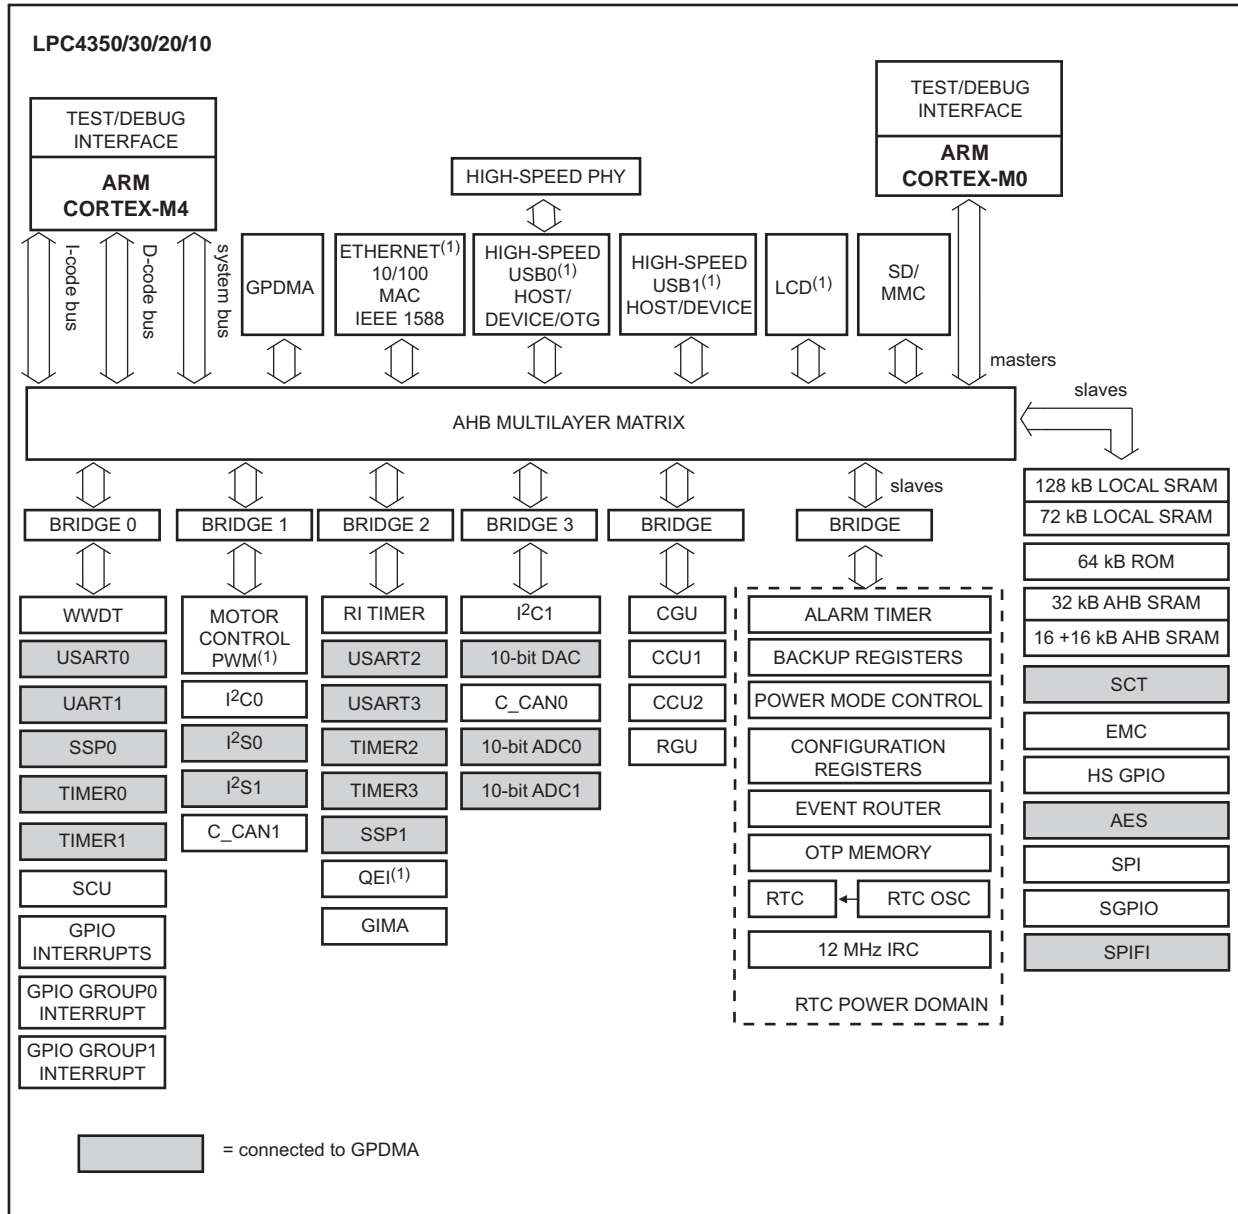 LPC4350/30/20/10
TEST/DEBUG
INTERFACE
ARM
CORTEX-M4
TEST/DEBUG
INTERFACE
ARM
CORTEX-M0
HIGH-SPEED PHY
I-code bus
D-code bus
system bus
GPDMA
ETHERNET(1)
10/100
MAC
IEEE 1588
HIGH-SPEED
USB0(1)
HOST/
DEVICE/OTG
HIGH-SPEED
USB1(1)
HOST/DEVICE
LCD(1)
SD/
MMC
masters
slaves
AHB MULTILAYER MATRIX
slaves
BRIDGE 0
BRIDGE 1
BRIDGE 2
BRIDGE 3
BRIDGE
BRIDGE
WWDT
USART0
UART1
SSP0
TIMER0
TIMER1
SCU
GPIO
INTERRUPTS
GPIO GROUP0
INTERRUPT
GPIO GROUP1
INTERRUPT
MOTOR
CONTROL
PWM(1)
I2C0
I2S0
I2S1
C_CAN1
RI TIMER
USART2
USART3
TIMER2
TIMER3
SSP1
QEI(1)
GIMA
I2C1
10-bit DAC
C_CAN0
10-bit ADC0
10-bit ADC1
CGU
CCU1
CCU2
RGU
ALARM TIMER
BACKUP REGISTERS
POWER MODE CONTROL
CONFIGURATION
REGISTERS
EVENT ROUTER
OTP MEMORY
RTC
RTC OSC
12 MHz IRC
RTC POWER DOMAIN
128 kB LOCAL SRAM
72 kB LOCAL SRAM
64 kB ROM
32 kB AHB SRAM
16 +16 kB AHB SRAM
SCT
EMC
HS GPIO
AES
SPI
SGPIO
SPIFI
= connected to GPDMA